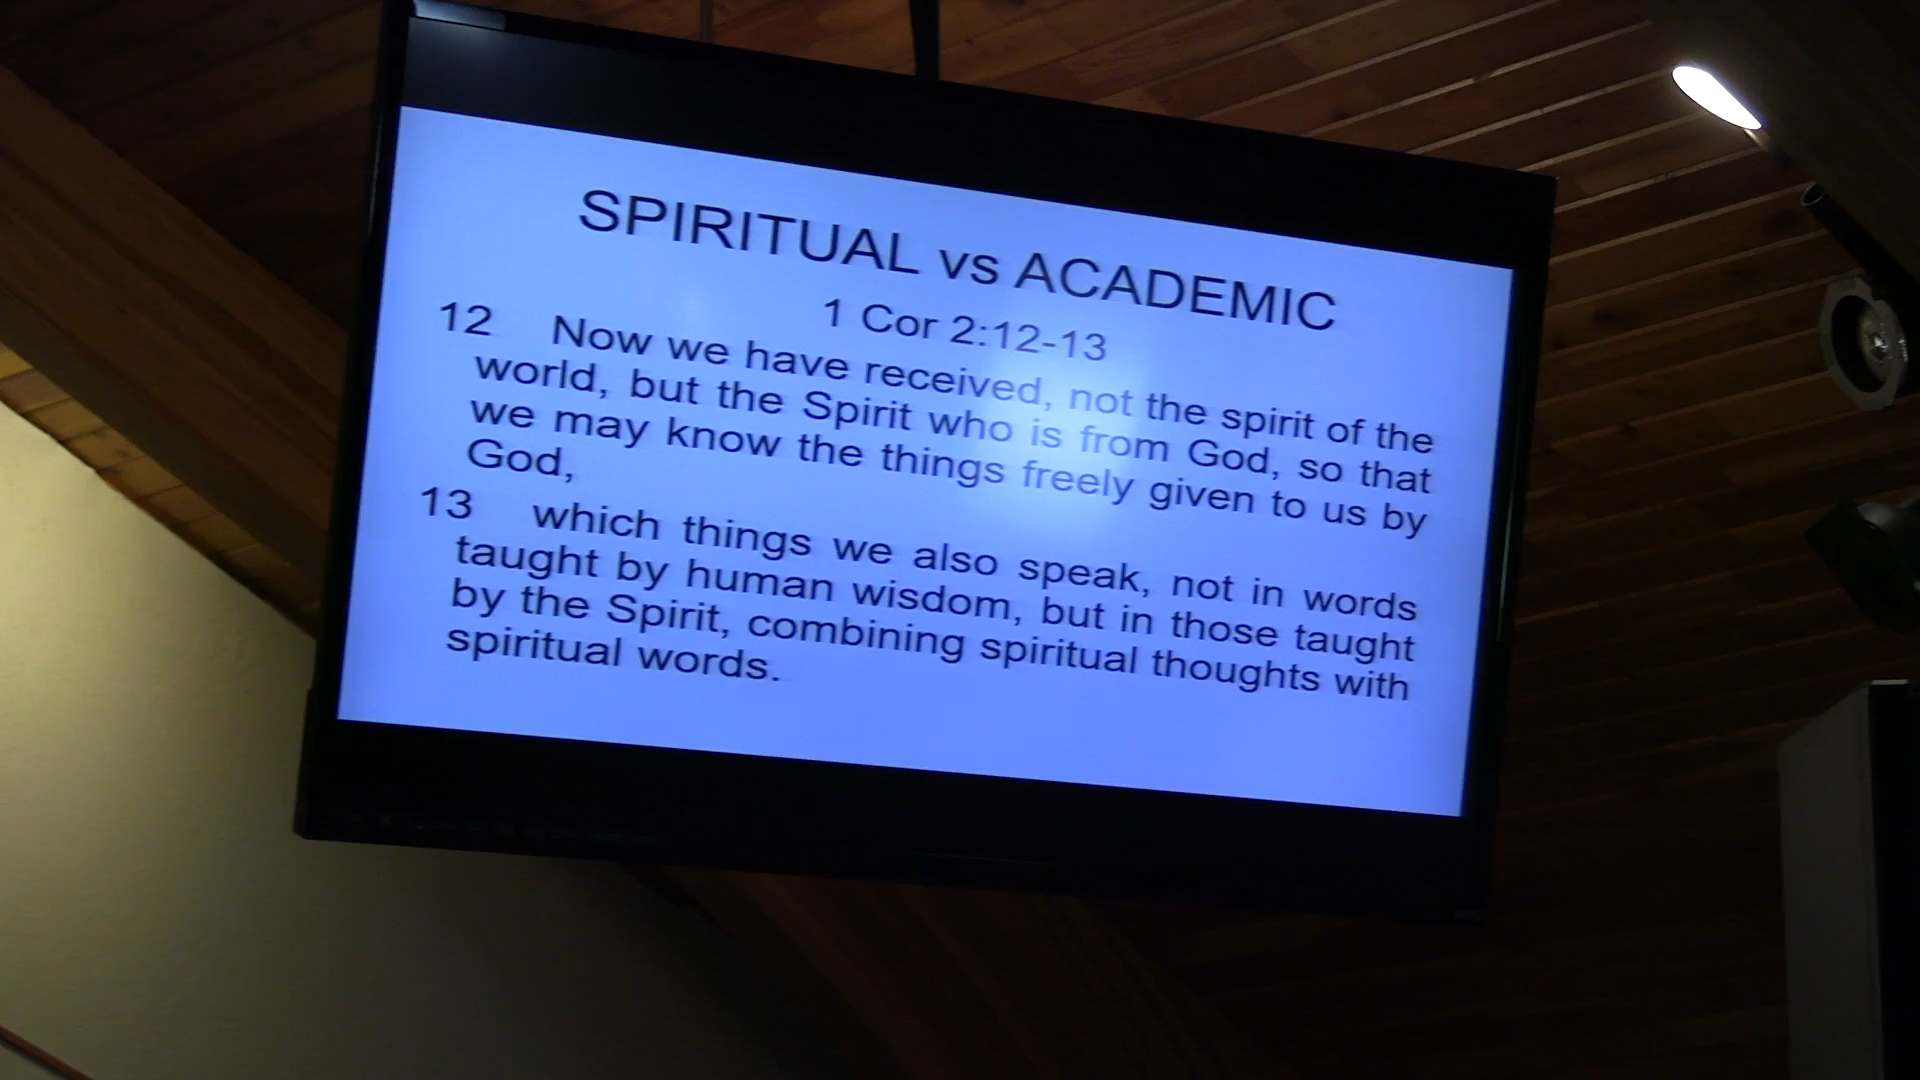 SPIRITUAL vs ACADEMIC
1 Cor 2:12-13
12 Now we have received, not the spirit of the
world, but the Spirit who is from God, so that
we may know the things freely given to us by
God,
13 which things we also speak, not in words
taught by human wisdom, but in those taught
by the Spirit, combining spiritual thoughts with
spiritual words.